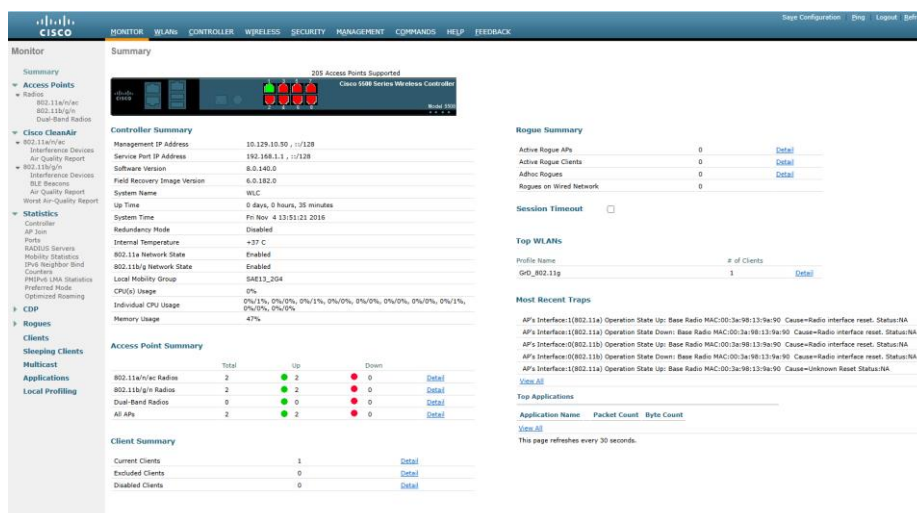 Save Configuration Ping Logout Refr
CISCO
MONITOR WLANs CONTROLLER WIRELESS SECURITY MANAGEMENT COMMANDS HELP FEEDBACK
Monitor
Summary
Access Points
Radios
802.11a/n/ac
802.11b/g/n
Dual-Band Radios
Cisco CleanAir
802.11a/n/ac
Interference Devices
Air Quality Report
802.11b/g/n
Interference Devices
BLE Beacons
Air Quality Report
Worst Air-Quality Report
Statistics
Controller
AP Join
Ports
RADIUS Servers
Mobility Statistics
IPv6 Neighbor Bind
Counters
PMIPv6 LMA Statistics
Preferred Mode
Optimized Roaming
CDP
Rogues
Clients
Sleeping Clients
Multicast
Applications
Local Profiling
Summary
205 Access Points Supported
Cisco 5500 Series Wireless Controller
Model 5500
Controller Summary
Management IP Address 10.129.10.50 , ::/128
Service Port IP Address 192.168.1.1 , ::/128
Software Version 8.0.140.0
Field Recovery Image Version 6.0.182.0
System Name WLC
Up Time 0 days, 0 hours, 35 minutes
System Time Fri Nov 4 13:51:21 2016
Redundancy Mode Disabled
Internal Temperature +37 C
802.11a Network State Enabled
802.11b/g Network State Enabled
Local Mobility Group SAE13_2G4
CPU(s) Usage 0%
Individual CPU Usage 0%/1%, 0%/0%, 0%/1%, 0%/0%, 0%/0%, 0%/0%, 0%/0%, 0%/1%,
0%/0%, 0%/0%
Memory Usage 47%
Access Point Summary
Total Up Down
802.11a/n/ac Radios 2 2 0 Detail
802.11b/g/n Radios 2 2 0 Detail
Dual-Band Radios 0 0 0 Detail
All APs 2 2 0 Detail
Client Summary
Current Clients 1 Detail
Excluded Clients 0 Detail
Disabled Clients 0 Detail
Rogue Summary
Active Rogue APs 0 Detail
Active Rogue Clients 0 Detail
Adhoc Rogues 0 Detail
Rogues on Wired Network 0
Session Timeout
Top WLANs
Profile Name # of Clients
GrD_802.11g 1 Detail
Most Recent Traps
AP's Interface:1(802.11a) Operation State Up: Base Radio MAC:00:3a:98:13:9a:90 Cause=Radio interface reset. Status:NA
AP's Interface:1(802.11a) Operation State Down: Base Radio MAC:00:3a:98:13:9a:90 Cause=Radio interface reset. Status:NA
AP's Interface:0(802.11b) Operation State Up: Base Radio MAC:00:3a:98:13:9a:90 Cause=Radio interface reset. Status:NA
AP's Interface:0(802.11b) Operation State Down: Base Radio MAC:00:3a:98:13:9a:90 Cause=Radio interface reset. Status:NA
AP's Interface:1(802.11a) Operation State Up: Base Radio MAC:00:3a:98:13:9a:90 Cause=Unknown Reset Status:NA
View All
Top Applications
Application Name Packet Count Byte Count
View All
This page refreshes every 30 seconds.